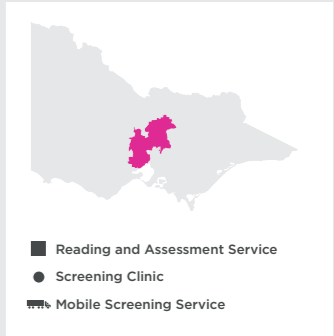 Reading and Assessment Service
Screening Clinic
Mobile Screening Service